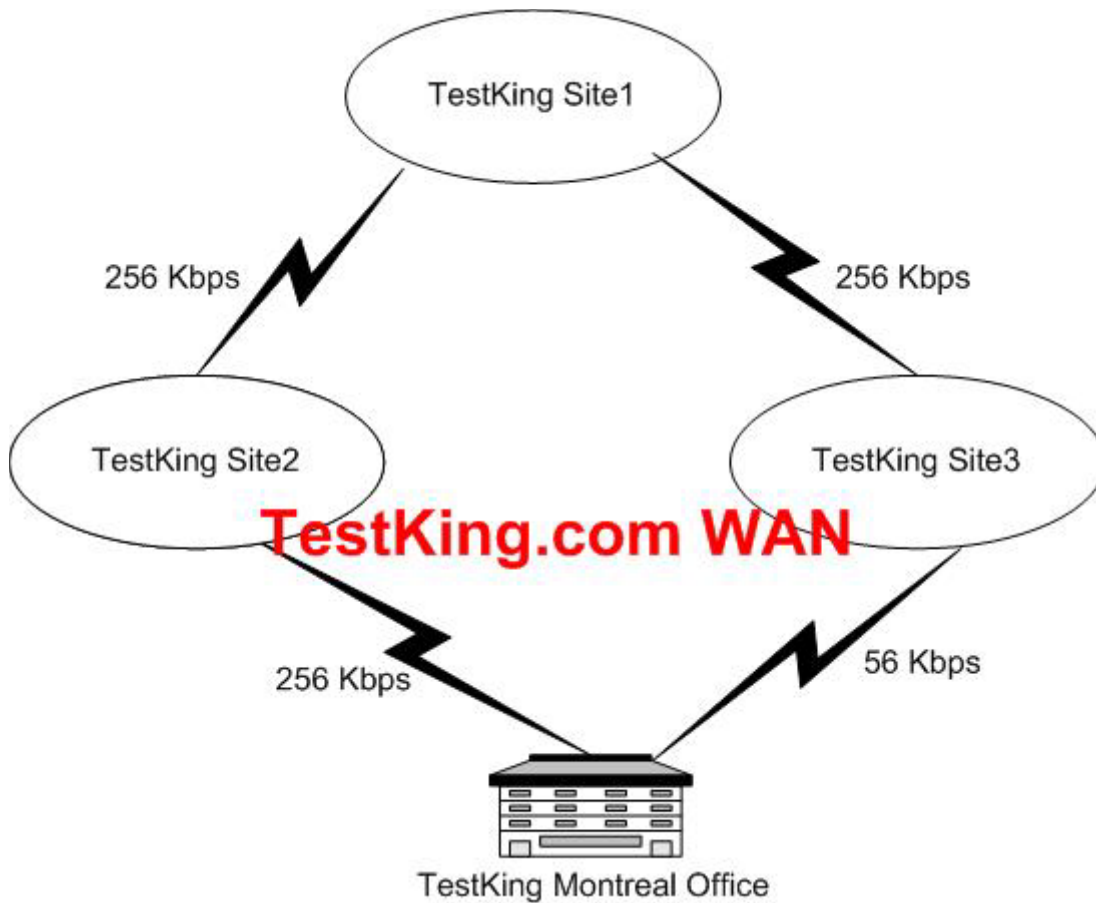 TestKing Site1
256 Kbps
256 Kbps
TestKing Site2
TestKing Site3
TestKing.com WAN
256 Kbps
56 Kbps
TestKing Montreal Office